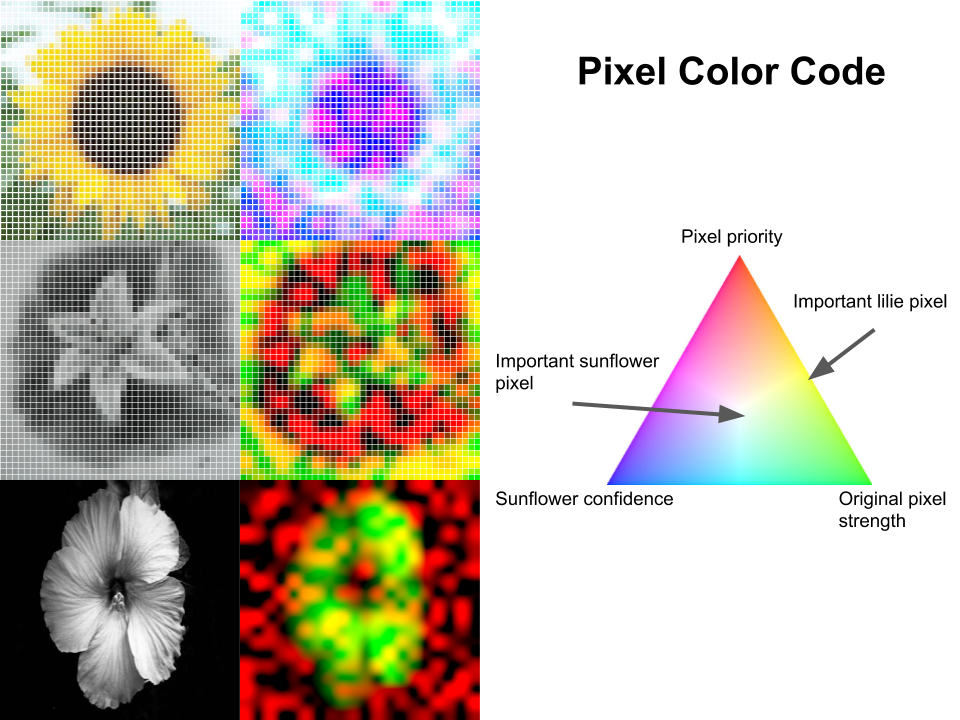 Pixel Color Code
Pixel priority
Important lilie pixel
Important sunflower
pixel
Sunflower confidence
Original pixel
strength